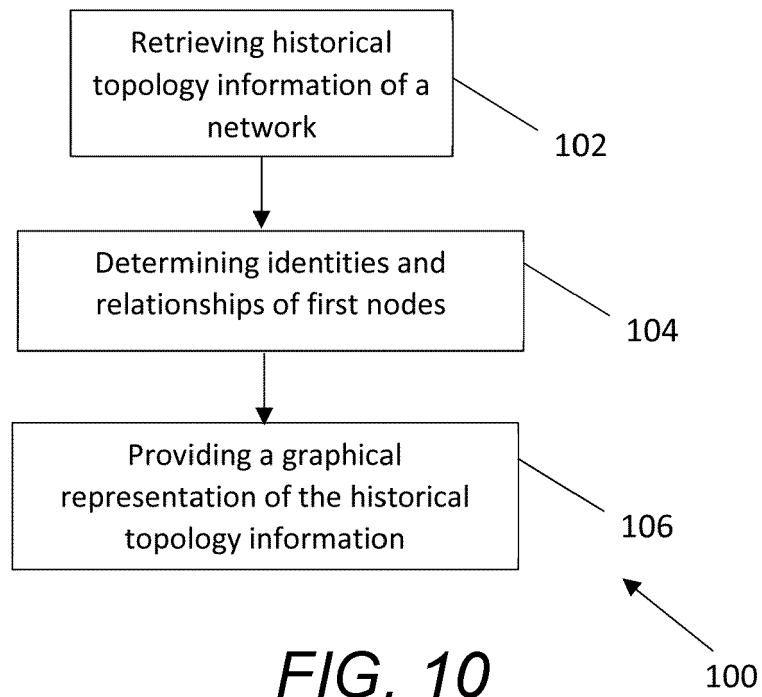 Retrieving historical
topology information of a
network
102
Determining identities and
relationships of first nodes
104
Providing a graphical
representation of the historical
topology information
106
100
FIG. 10